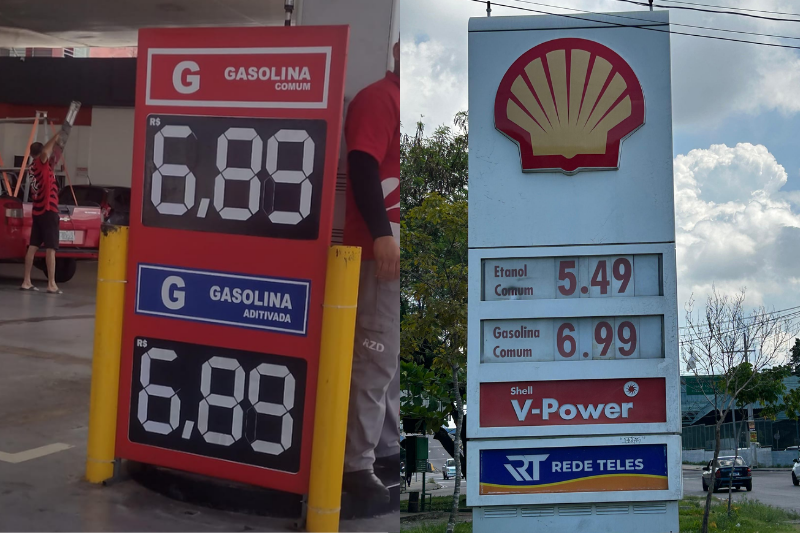 G GASOLINA
COMUM
R$
6,89
G GASOLINA
ADITIVADA
R$
6,89
Etanol
Comum 5.49
Gasolina
Comum 6.99
Shell
V-Power
RT REDE TELES